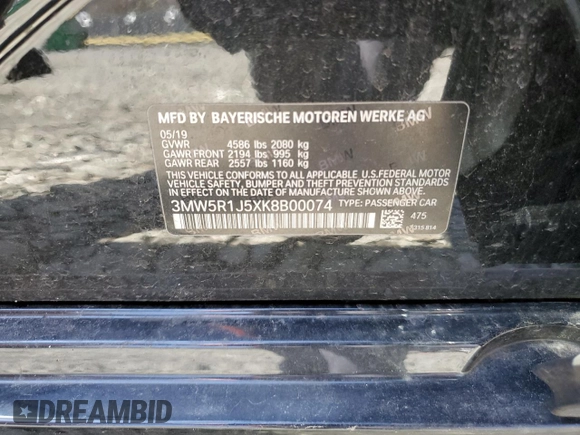 MFD BY BAYERISCHE MOTOREN WERKE AG
05/19
GVWR 4586 lbs 2080 kg
GAWR FRONT 2194 lbs 995 kg
GAWR REAR 2557 lbs 1160 kg
THIS VEHICLE CONFORMS TO ALL APPLICABLE U.S.FEDERAL MOTOR
VEHICLE SAFETY, BUMPER AND THEFT PREVENTION STANDARDS IN
EFFECT ON THE DATE OF MANUFACTURE SHOWN ABOVE.
3MW5R1J5XK8B00074 TYPE: PASSENGER CAR
475
DREAMBID